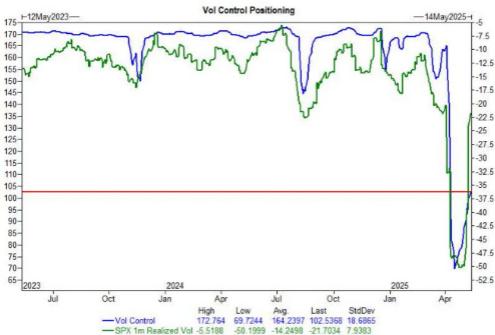 Vol Control Positioning
12May2023
14May2025
175 -5
170 -7.5
165 -10
160 -12.5
155 -15
150 -17.5
145 -20
140 -22.5
135 -25
130 -27.5
125 -30
120 -32.5
115 -35
110 -37.5
105 -40
100 -42.5
95 -45
90 -47.5
85 -50
80 -52.5
75
70
65
2023 2024 2025
Jul Oct Apr Jul Oct Apr
High Low Avg. Last StdDev
Vol Control 172.764 69.7244 164.2397 102.5368 18.6865
SPX 1m Realized Vol -5.5188 -50.1999 -14.2498 -21.7034 7.9383